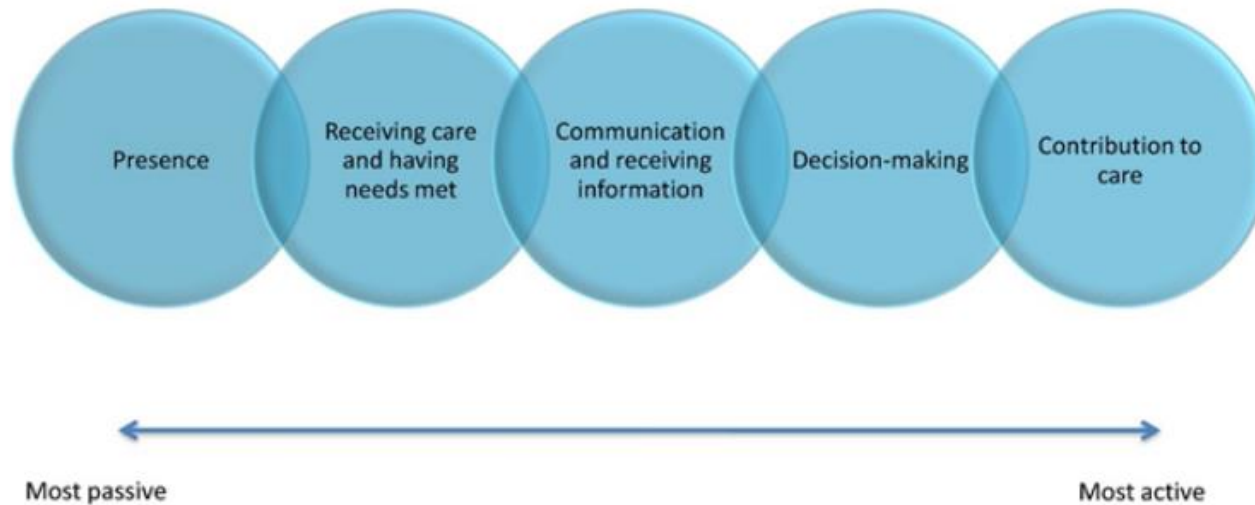 Presence
Receiving care
and having
needs met
Communication
and receiving
information
Decision-making
Contribution to
care
Most passive
Most active